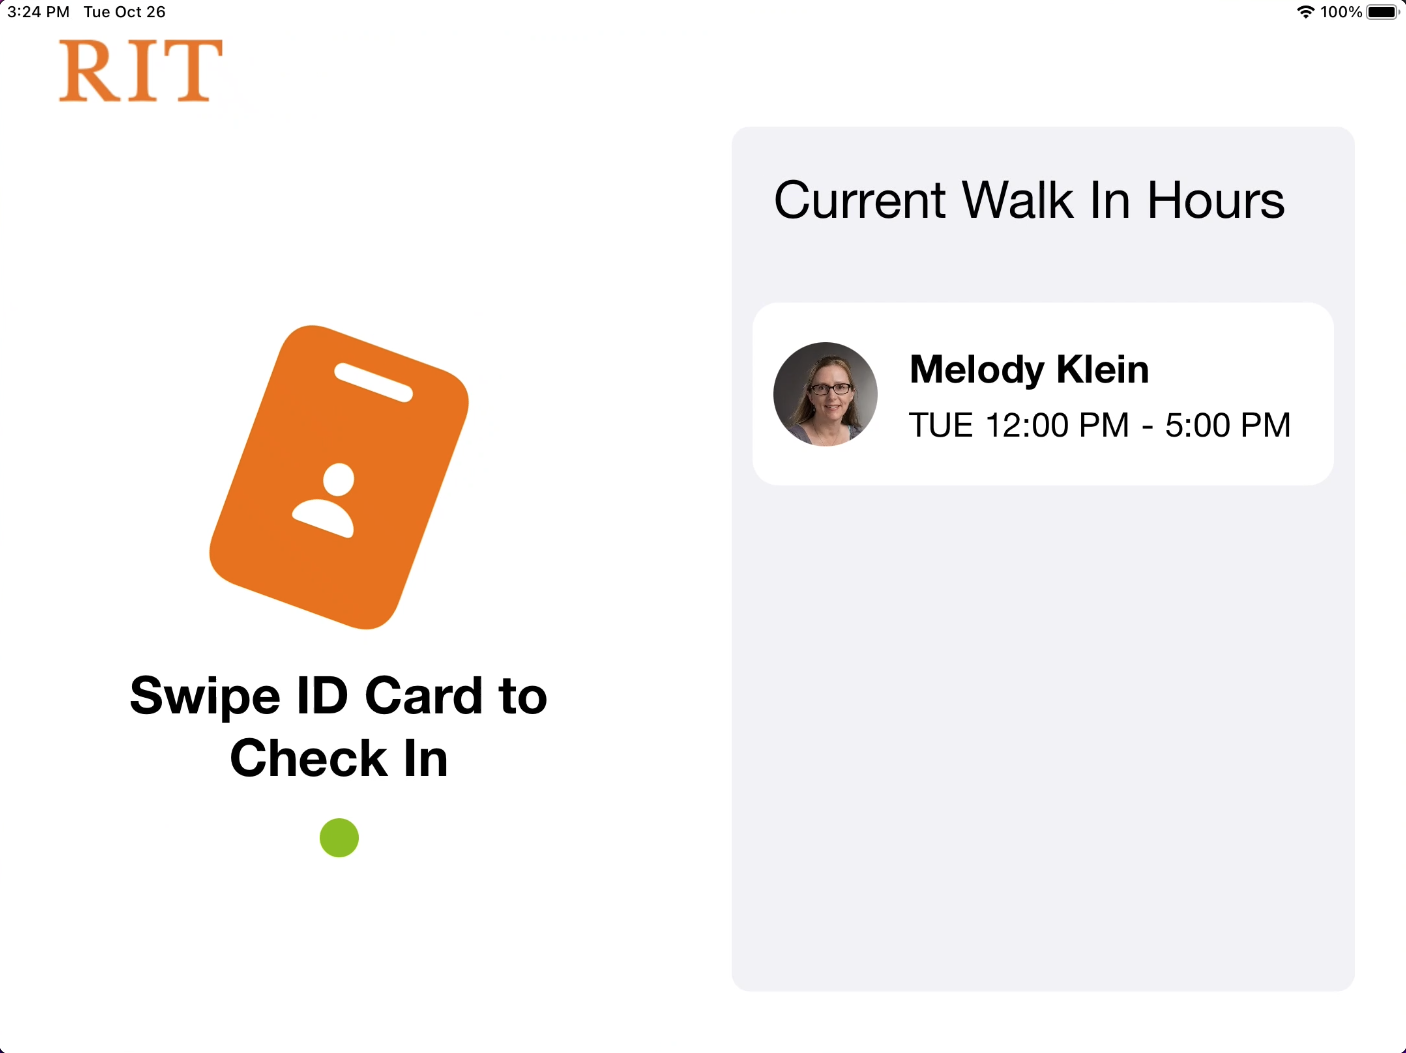 3:24 PM Tue Oct 26
100%
RIT
Current Walk In Hours
Melody Klein
TUE 12:00 PM - 5:00 PM
Swipe ID Card to
Check In